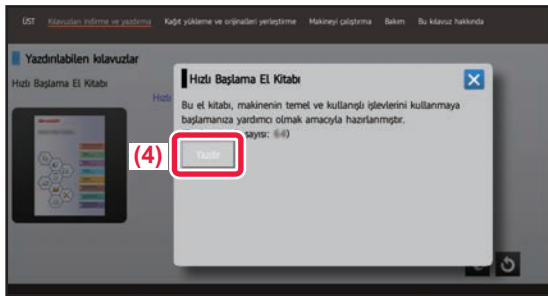 ÜST Kılavuzları indirme ve yazdırma Kağıt yükleme ve orijinalleri yerleştirme Makineyi çalıştırma Bakım Bu kılavuz hakkında
Yazdırılabilen kılavuzlar
Hızlı Başlama El Kitabı
Hızlı
Hızlı Başlama El Kitabı
Bu el kitabı, makinenin temel ve kullanışlı işlevlerini kullanmaya
başlamanıza yardımcı olmak amacıyla hazırlanmıştır.
sayısı: 64)
(4)
Yazdır